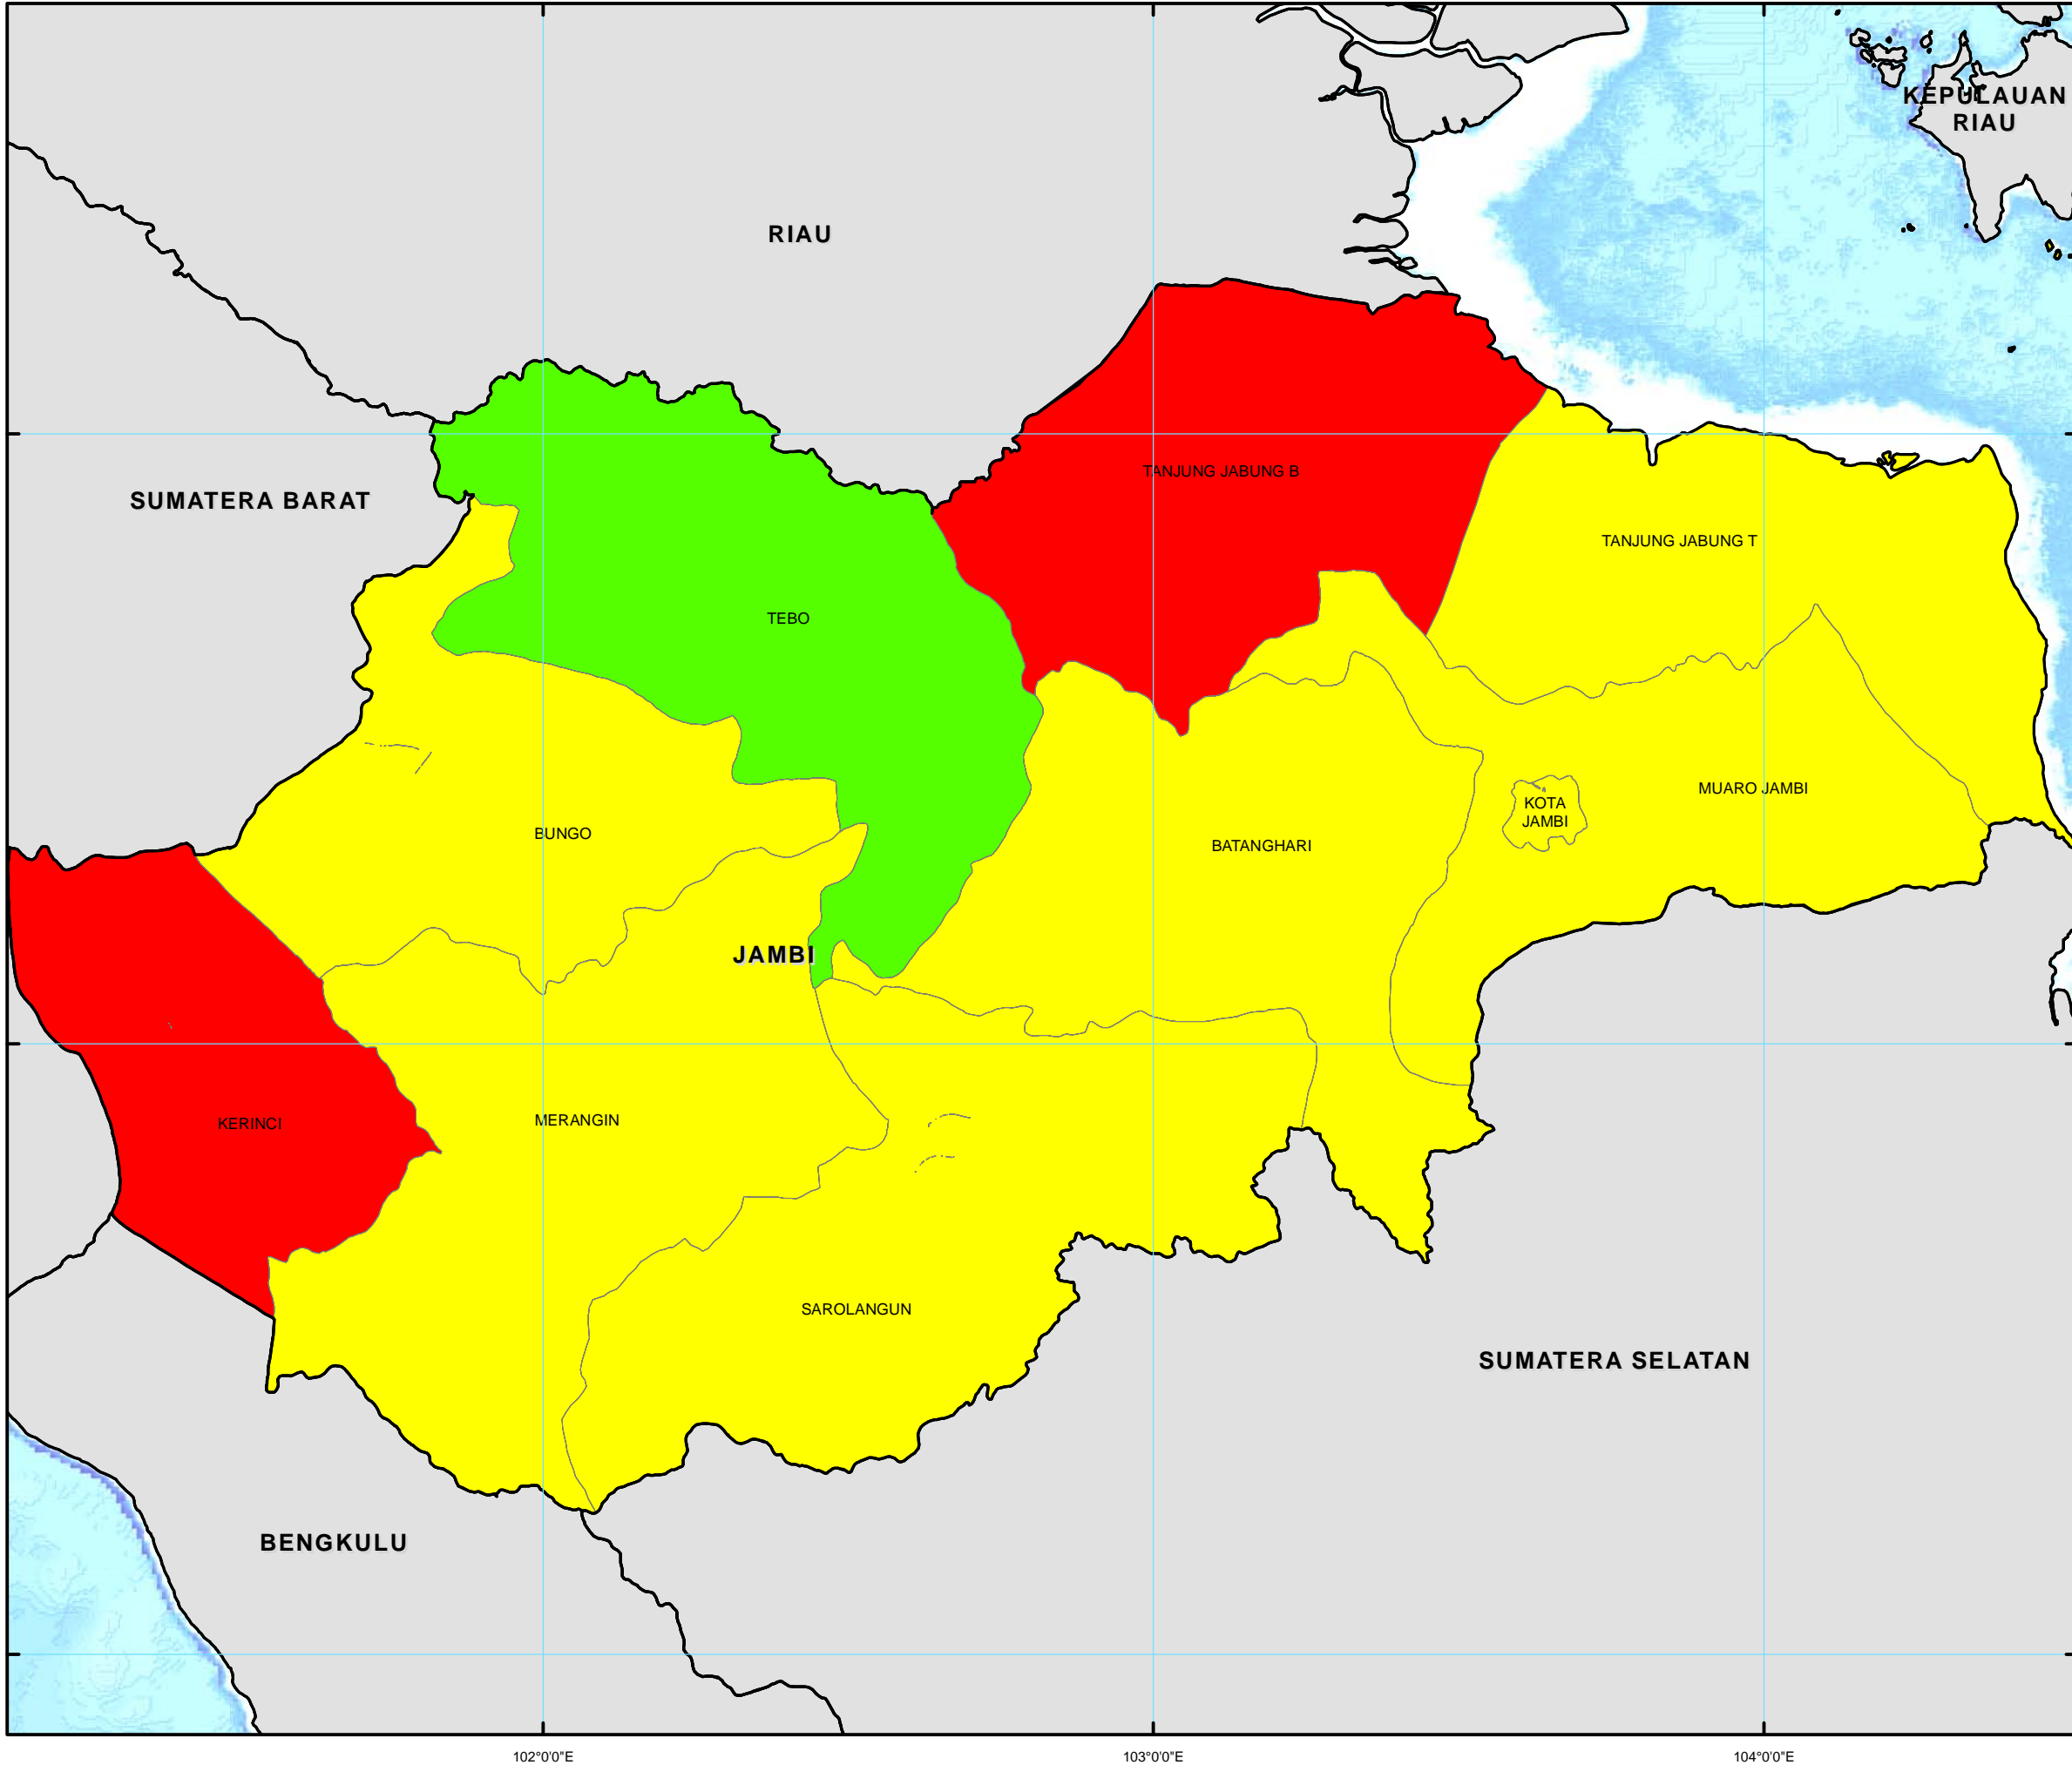 KEPULAUAN
RIAU
RIAU
TANJUNG JABUNG B
SUMATERA BARAT
TANJUNG JABUNG T
TEBO
MUARO JAMBI
KOTA
JAMBI
BUNGO
BATANGHARI
JAMBI
MERANGIN
KERINCI
SAROLANGUN
SUMATERA SELATAN
BENGKULU
102°0'0"E
103°0'0"E
104°0'0"E